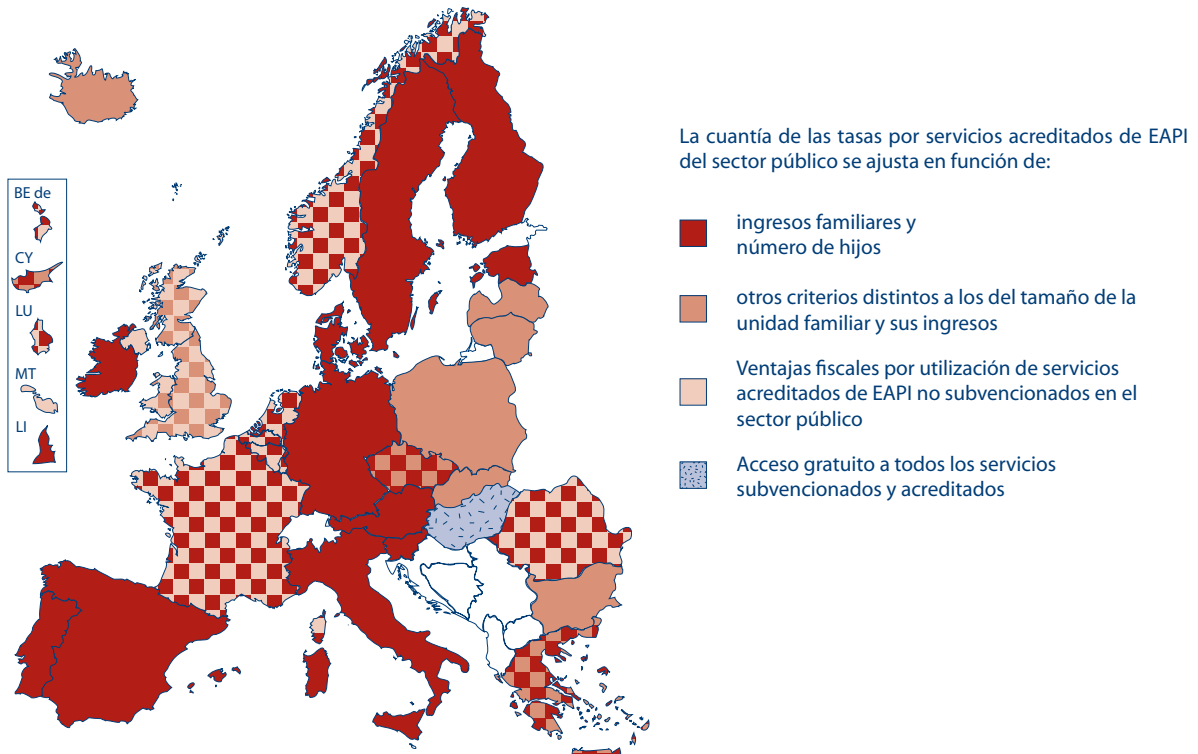 BE de
CY
LU
MT
LI
La cuantía de las tasas por servicios acreditados de EAPI
del sector público se ajusta en función de:
ingresos familiares y
número de hijos
otros criterios distintos a los del tamaño de la
unidad familiar y sus ingresos
Ventajas fiscales por utilización de servicios
acreditados de EAPI no subvencionados en el
sector público
Acceso gratuito a todos los servicios
subvencionados y acreditados